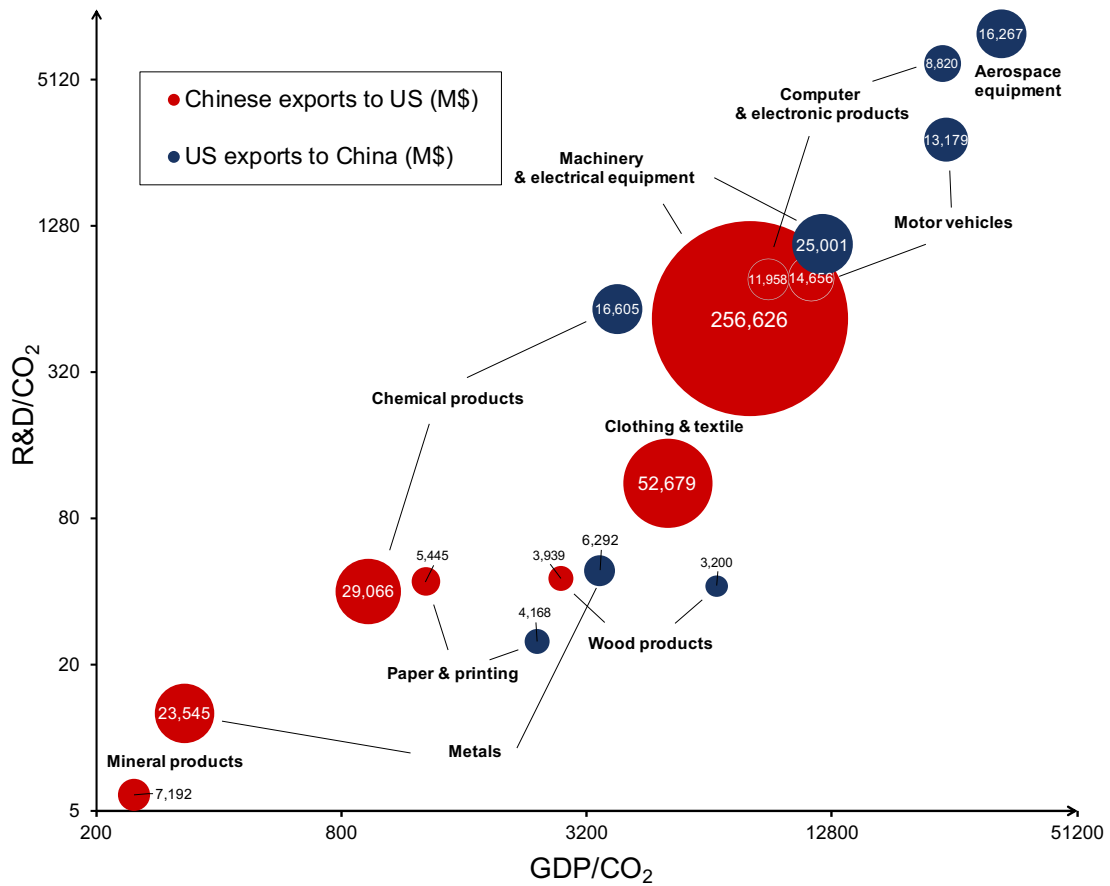 16,267
8,820
5120
Aerospace
equipment
Chinese exports to US (M$)
Computer
& electronic products
13,179
US exports to China (M$)
Machinery
& electrical equipment
1280
Motor vehicles
25,001
11,958
14,656
16,605
256,626
320
R&D/CO₂
Chemical products
Clothing & textile
52,679
80
6,292
5,445
3,939
3,200
29,066
4,168
Wood products
20
Paper & printing
23,545
Metals
Mineral products
7,192
5
200
800
3200
12800
51200
GDP/CO₂